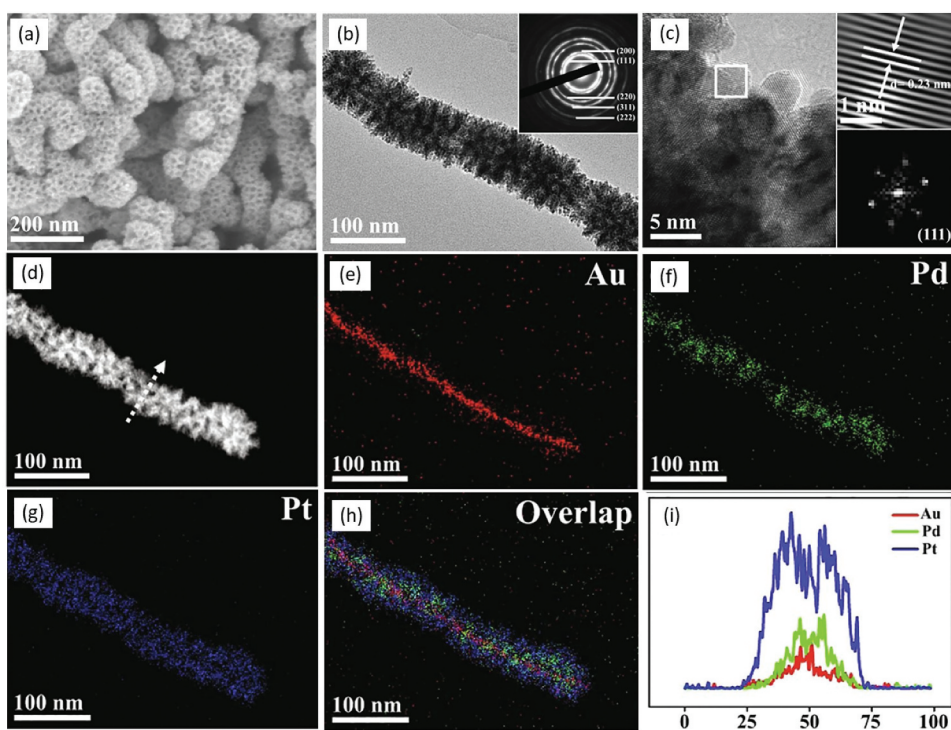 (a)
200 nm
(b)
(200)
(111)
(220)
(311)
(222)
100 nm
(c)
d= 0.23 nm
1 nm
5 nm
(111)
(d)
100 nm
(e)
Au
100 nm
(f)
Pd
100 nm
(g)
Pt
100 nm
(h)
Overlap
100 nm
(i)
Au
Pd
Pt
0 25 50 75 100